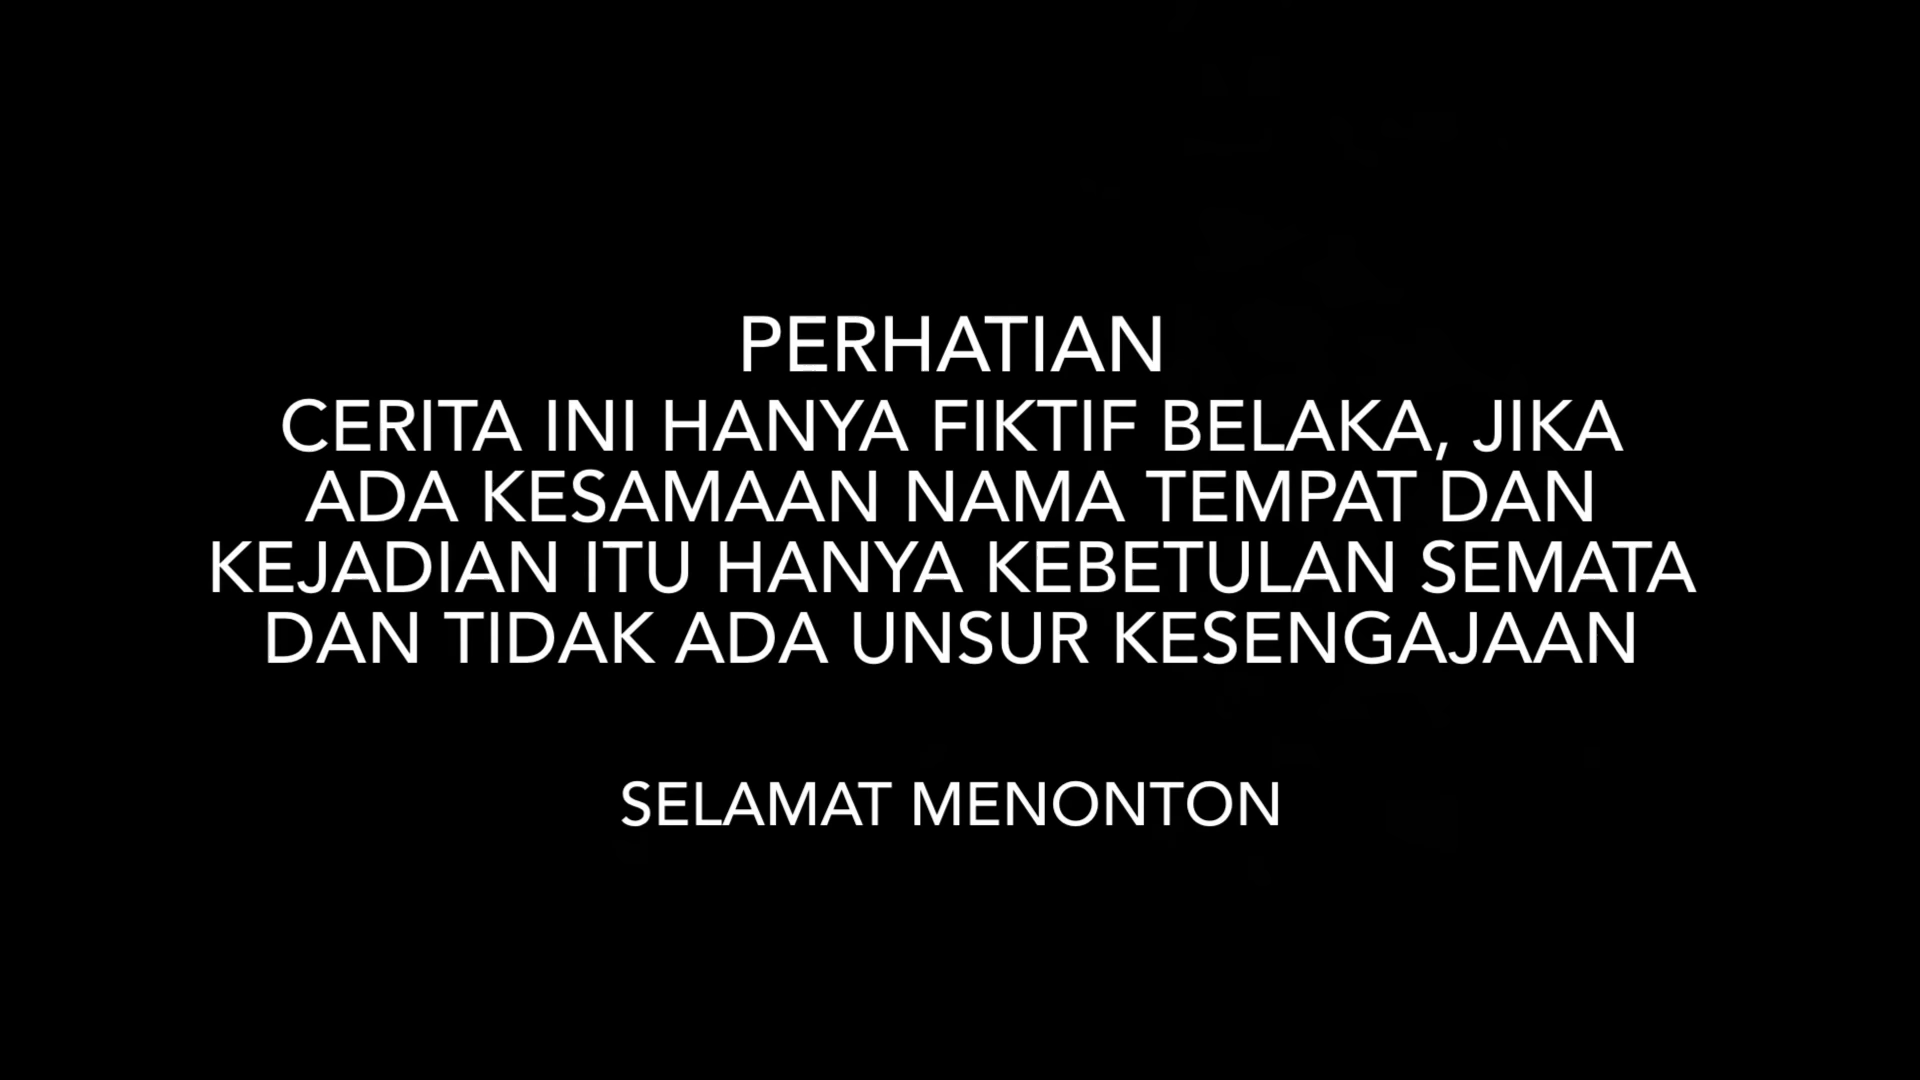 PERHATIAN
CERITA INI HANYA FIKTIF BELAKA, JIKA
ADA KESAMAAN NAMA TEMPAT DAN
KEJADIAN ITU HANYA KEBETULAN SEMATA
DAN TIDAK ADA UNSUR KESENGAJAAN
SELAMAT MENONTON